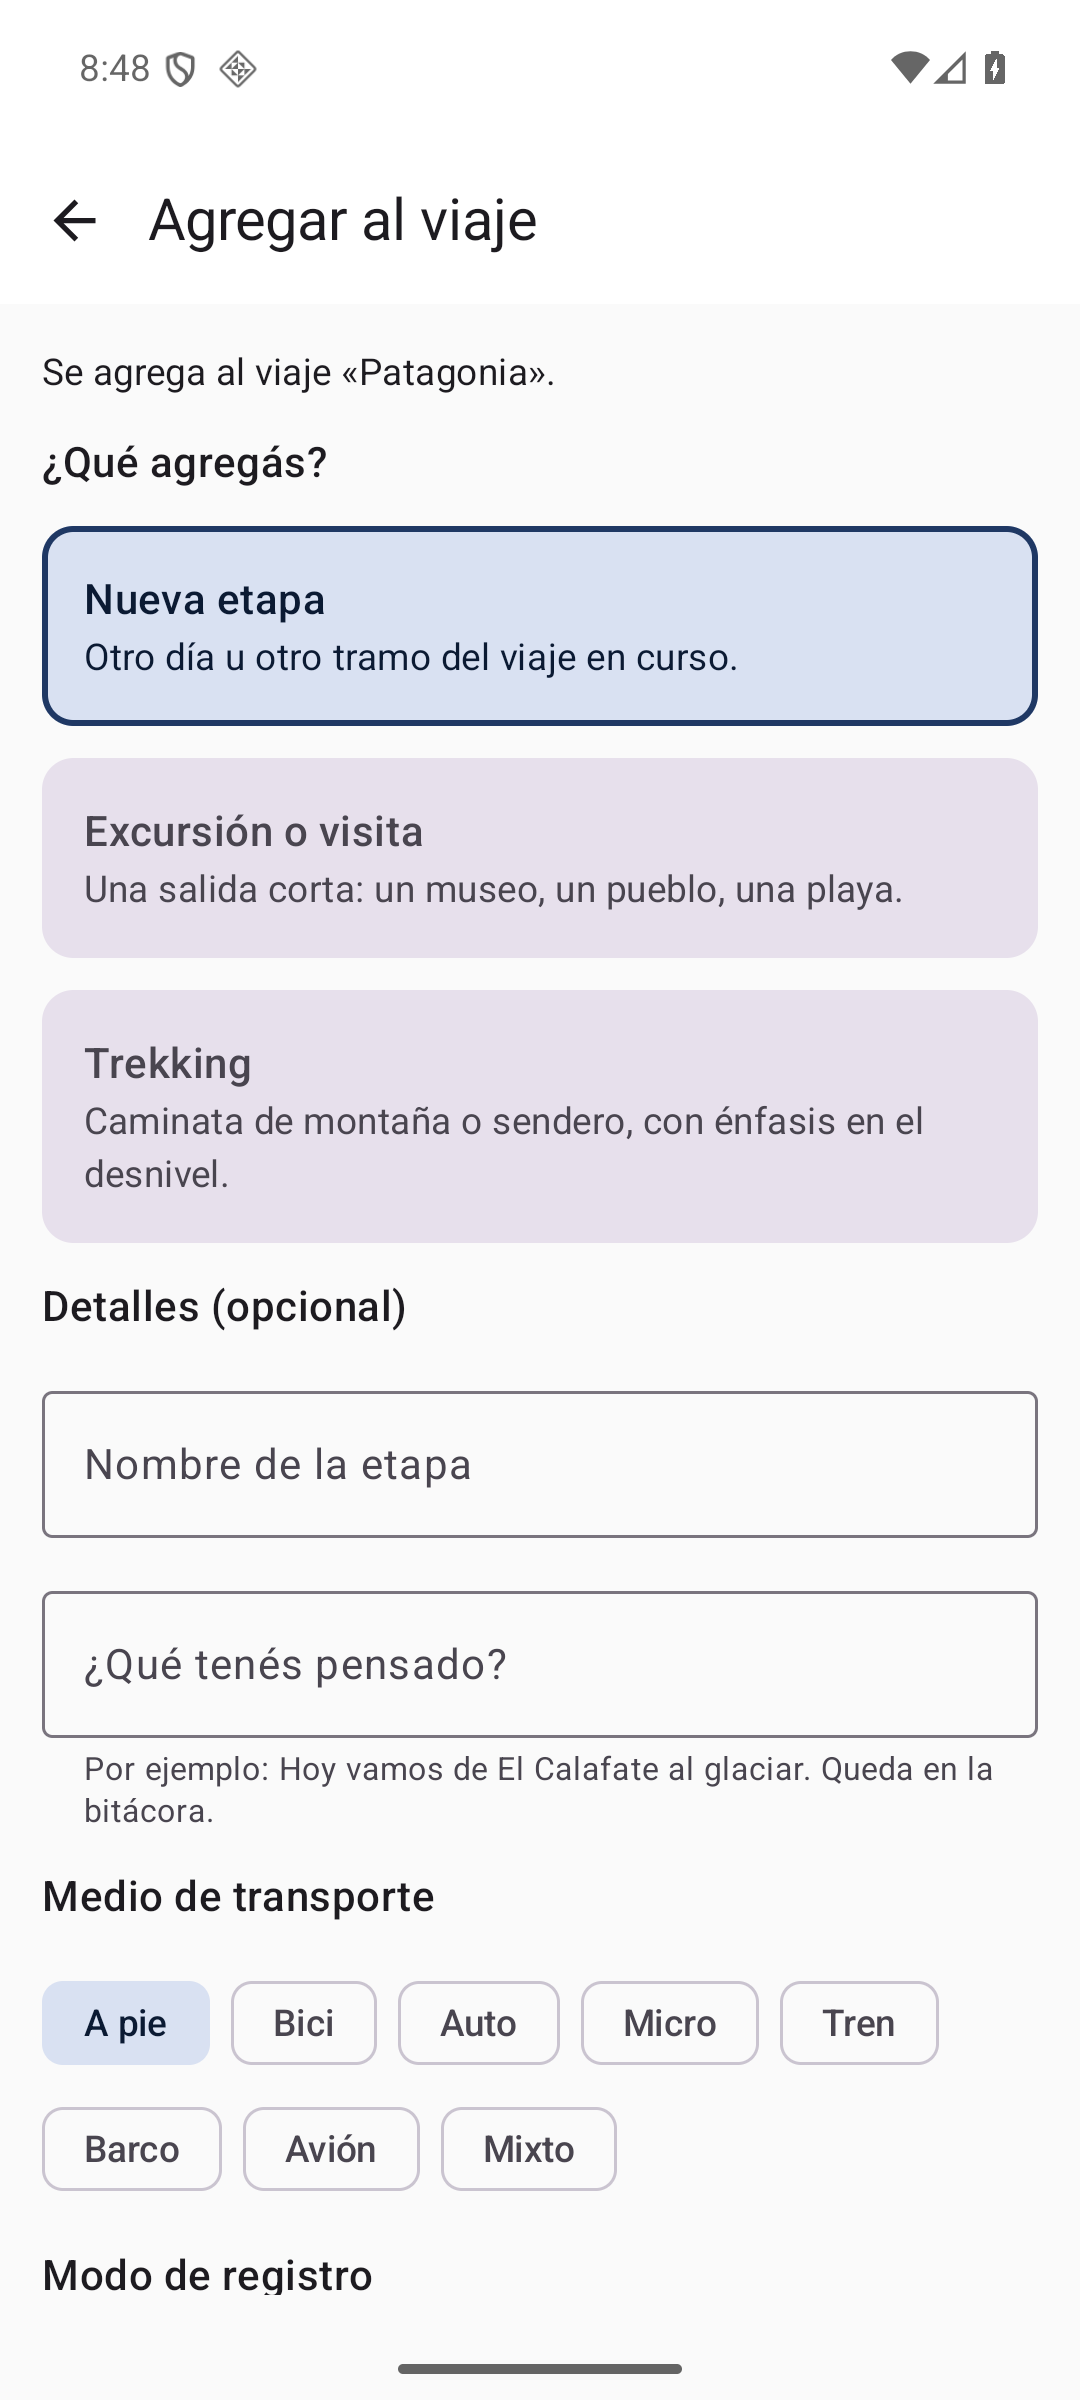 8:48
Agregar al viaje
Se agrega al viaje «Patagonia».
¿Qué agregás?
Nueva etapa
Otro día u otro tramo del viaje en curso.
Excursión o visita
Una salida corta: un museo, un pueblo, una playa.
Trekking
Caminata de montaña o sendero, con énfasis en el
desnivel.
Detalles (opcional)
Nombre de la etapa
¿Qué tenés pensado?
Por ejemplo: Hoy vamos de El Calafate al glaciar. Queda en la
bitácora.
Medio de transporte
A pie Bici Auto Micro Tren
Barco Avión Mixto
Modo de registro